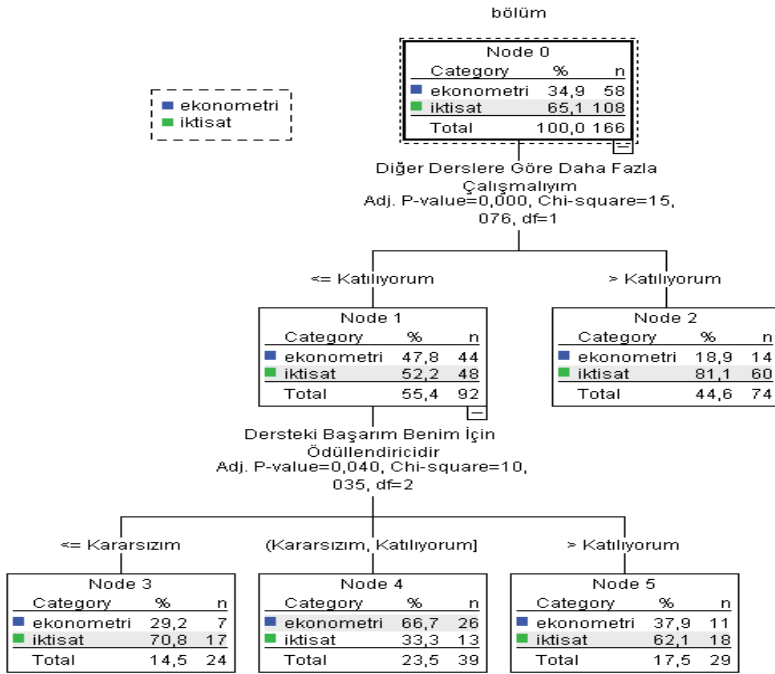 bölüm
ekonometri
iktisat
Node 0
Category % n
ekonometri 34,9 58
iktisat 65,1 108
Total 100,0 166
Diğer Derslere Göre Daha Fazla
Çalışmalıyım
Adj. P-value=0,000, Chi-square=15,
076, df=1
<= Katılıyorum
> Katılıyorum
Node 1
Category % n
ekonometri 47,8 44
iktisat 52,2 48
Total 55,4 92
Node 2
Category % n
ekonometri 18,9 14
iktisat 81,1 60
Total 44,6 74
Dersteki Başarım Benim İçin
Ödüllendiricidir
Adj. P-value=0,040, Chi-square=10,
035, df=2
<= Kararsızım
(Kararsızım, Katılıyorum]
> Katılıyorum
Node 3
Category % n
ekonometri 29,2 7
iktisat 70,8 17
Total 14,5 24
Node 4
Category % n
ekonometri 66,7 26
iktisat 33,3 13
Total 23,5 39
Node 5
Category % n
ekonometri 37,9 11
iktisat 62,1 18
Total 17,5 29